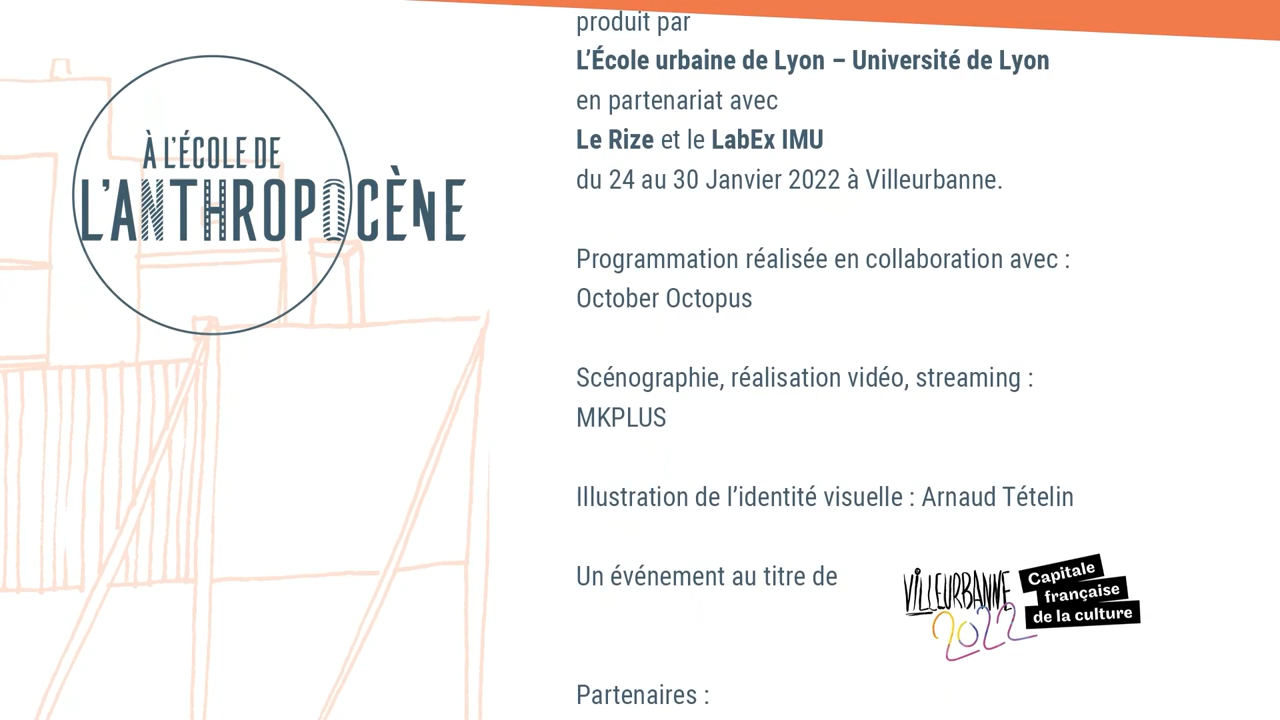 À L'ÉCOLE DE
L'ANTHROPOCÈNE
produit par
L'École urbaine de Lyon – Université de Lyon
en partenariat avec
Le Rize et le LabEx IMU
du 24 au 30 Janvier 2022 à Villeurbanne.
Programmation réalisée en collaboration avec :
October Octopus
Scénographie, réalisation vidéo, streaming :
MKPLUS
Illustration de l'identité visuelle : Arnaud Tételin
Un événement au titre de
VILLEURBANNE
2022
Capitale
française
de la culture
Partenaires :